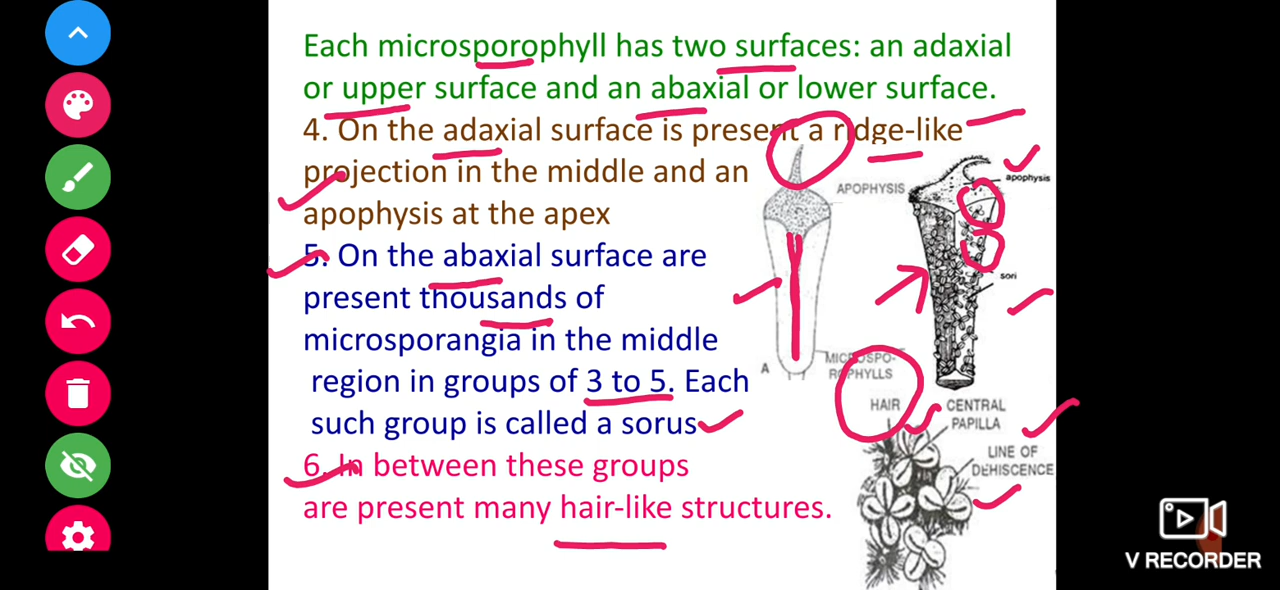 Each microsporophyll has two surfaces: an adaxial
or upper surface and an abaxial or lower surface.
4. On the adaxial surface is present a ridge-like
projection in the middle and an
apophysis at the apex
5. On the abaxial surface are
present thousands of
microsporangia in the middle
region in groups of 3 to 5. Each
such group is called a sorus
6. In between these groups
are present many hair-like structures.
APOPHYSIS
apophysis
sori
A
MICROSPO-
ROPHYLLS
HAIR
CENTRAL
PAPILLA
LINE OF
DEHISCENCE
V RECORDER